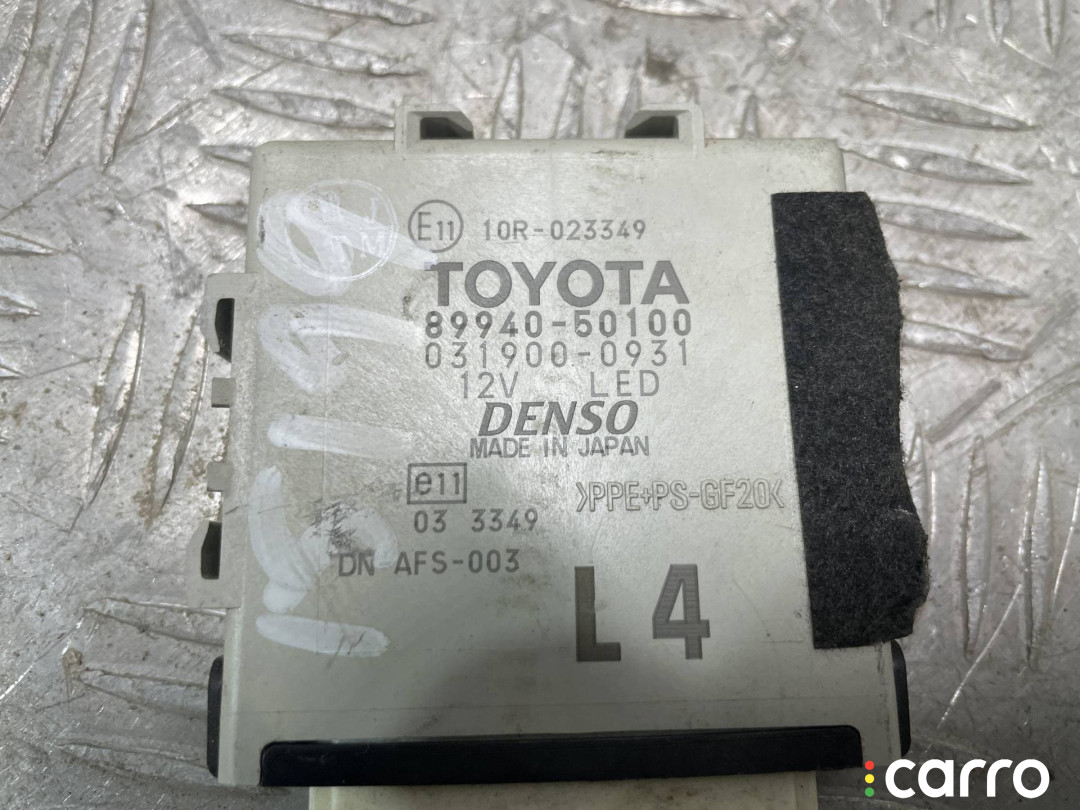 E11 10R-023349
TOYOTA
89940-50100
031900-0931
12V LED
DENSO
MADE IN JAPAN
e11
>PPE+PS-GF20<
03 3349
DN AFS-003
L 4
carro